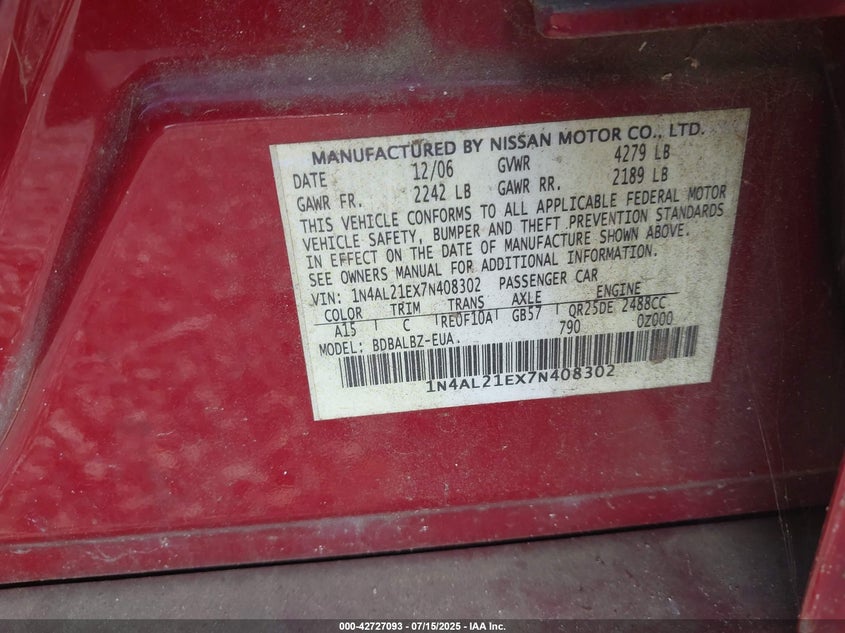 MANUFACTURED BY NISSAN MOTOR CO., LTD.
DATE 12/06 GVWR 4279 LB
GAWR FR. 2242 LB GAWR RR. 2189 LB
THIS VEHICLE CONFORMS TO ALL APPLICABLE FEDERAL MOTOR
VEHICLE SAFETY, BUMPER AND THEFT PREVENTION STANDARDS
IN EFFECT ON THE DATE OF MANUFACTURE SHOWN ABOVE.
SEE OWNERS MANUAL FOR ADDITIONAL INFORMATION.
VIN: 1N4AL21EX7N408302 PASSENGER CAR
COLOR TRIM TRANS AXLE ENGINE
A15 C RE0F10A GB57 QR25DE 2488CC
MODEL: BDBALBZ-EUA. 790 0Z000
1N4AL21EX7N408302
000-42727093 - 07/15/2025 - IAA Inc.